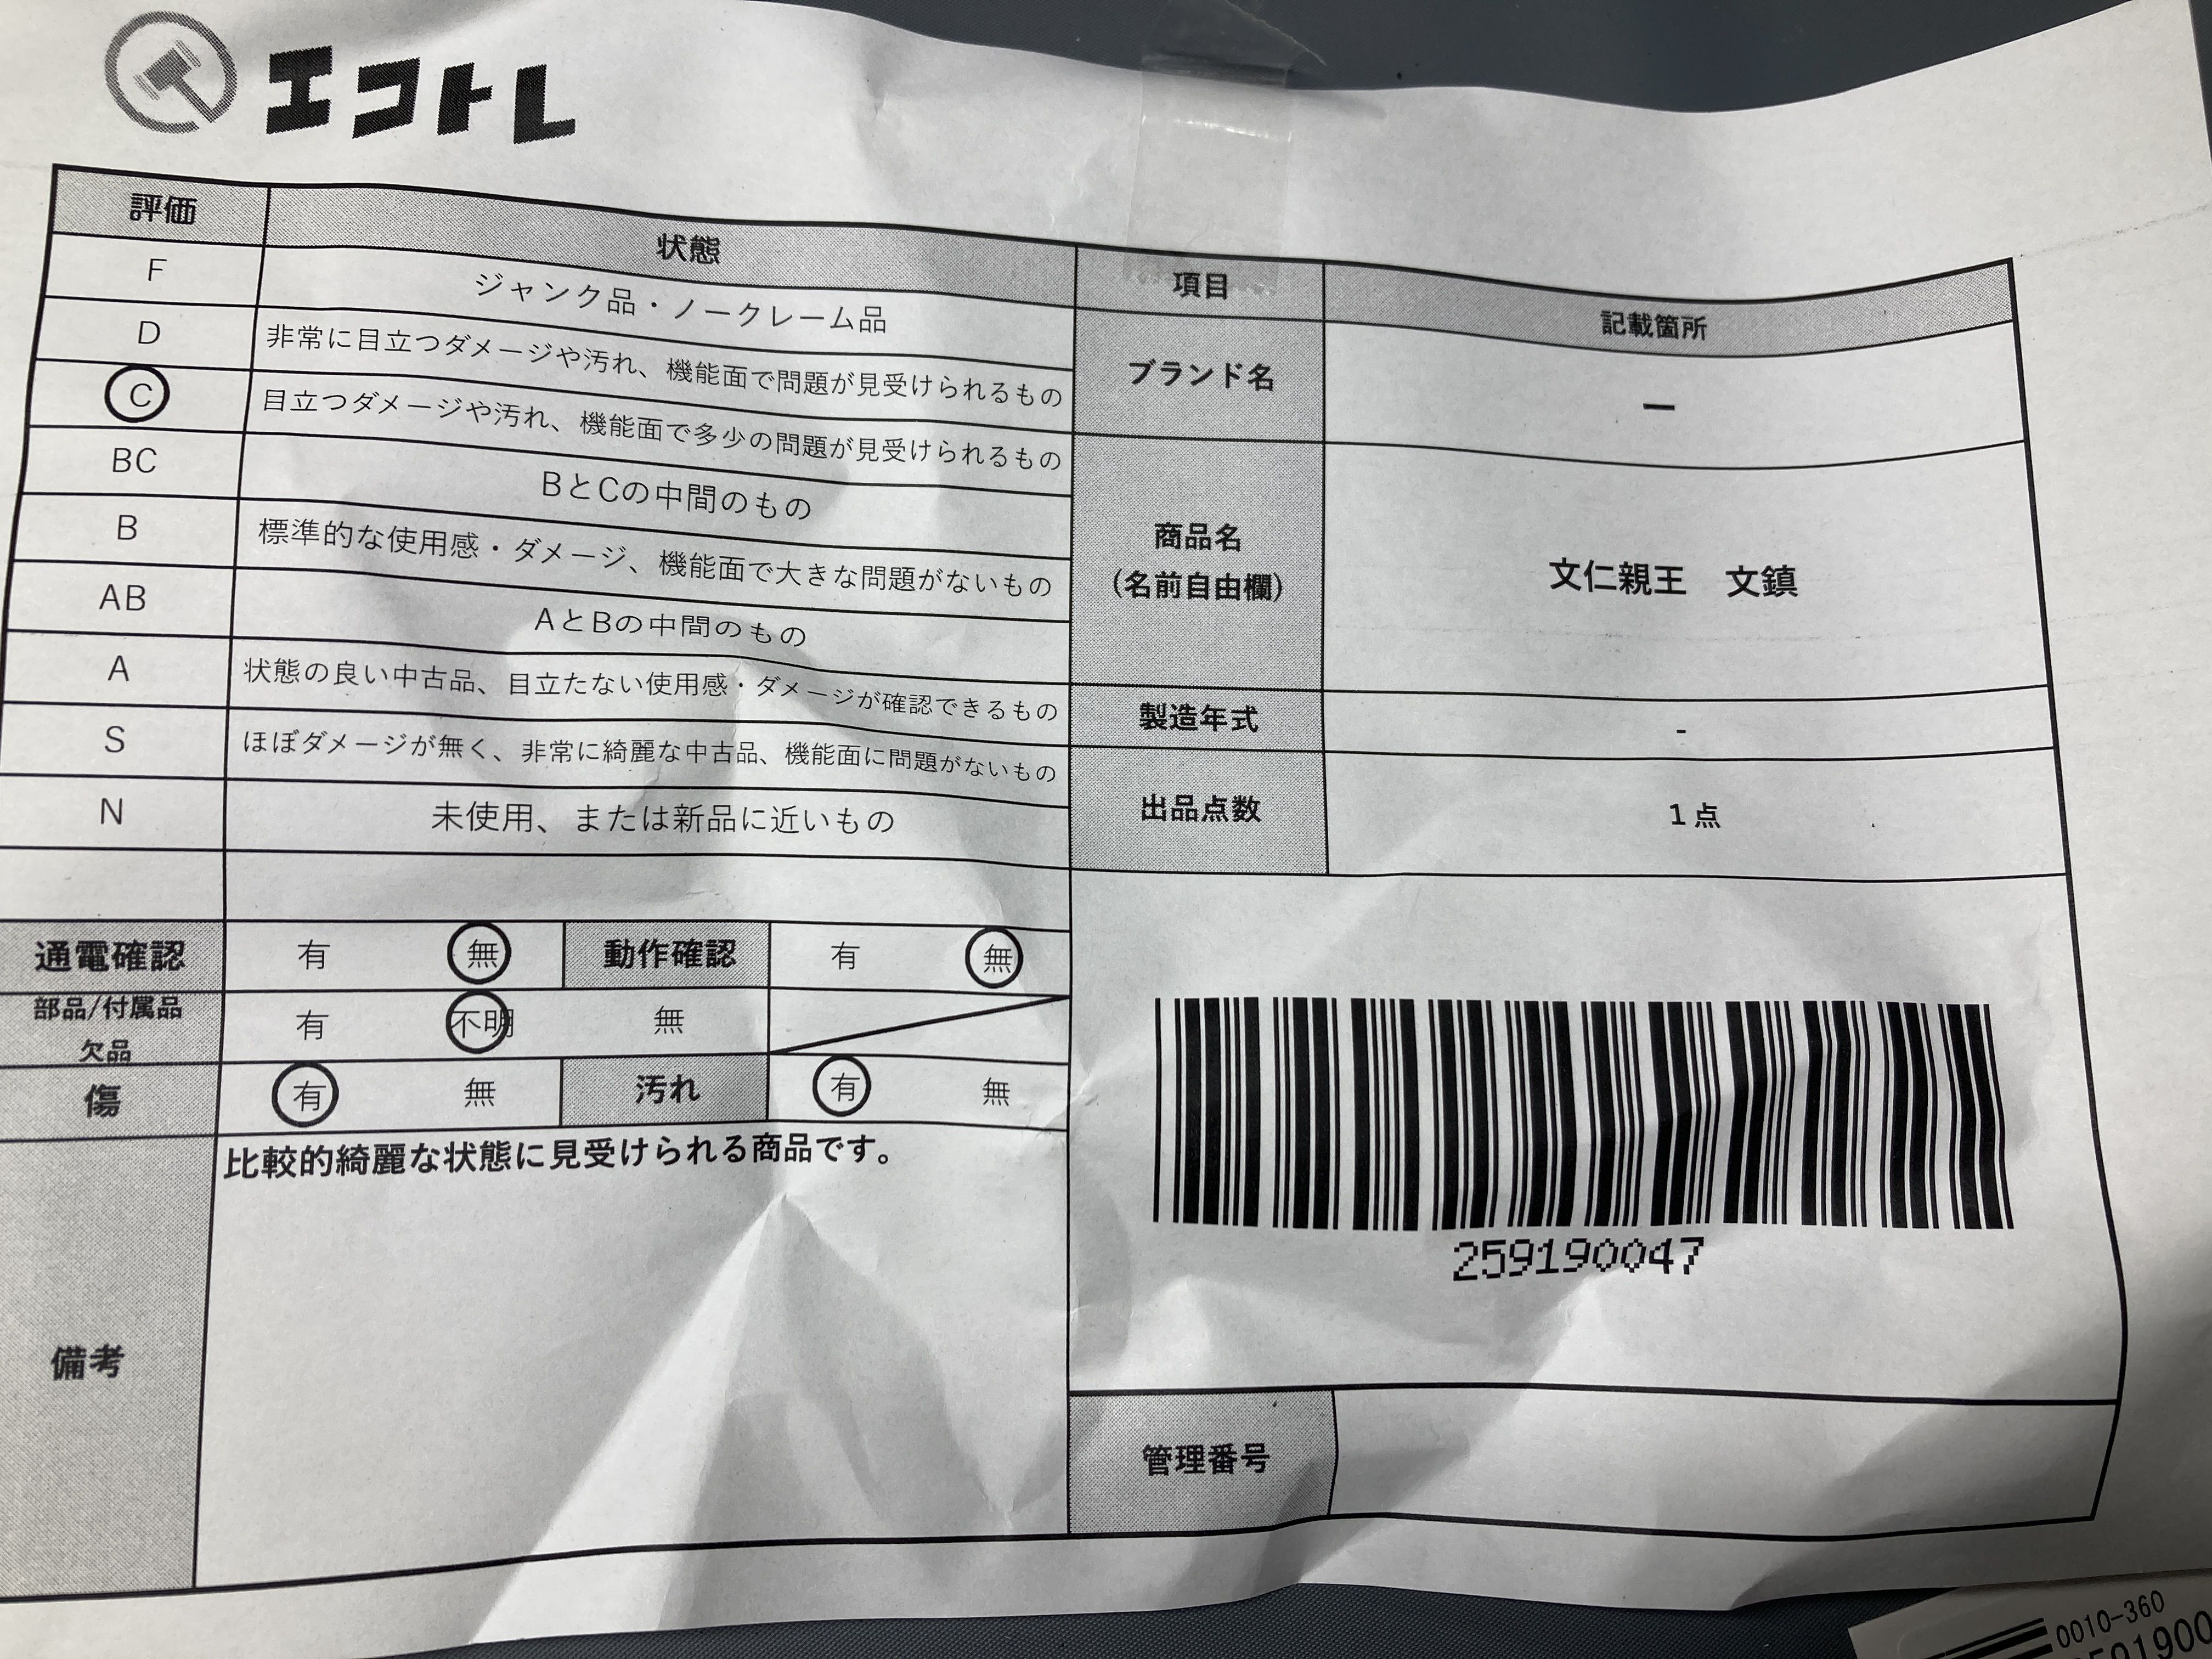 エコトレ
評価 状態
F ジャンク品・ノークレーム品
D 非常に目立つダメージや汚れ、機能面で問題が見受けられるもの
C 目立つダメージや汚れ、機能面で多少の問題が見受けられるもの
BC BとCの中間のもの
B 標準的な使用感・ダメージ、機能面で大きな問題がないもの
AB AとBの中間のもの
A 状態の良い中古品、目立たない使用感・ダメージが確認できるもの
S ほぼダメージが無く、非常に綺麗な中古品、機能面に問題がないもの
N 未使用、または新品に近いもの
通電確認 有 無 動作確認 有 無
部品/付属品
欠品 有 不明 無
傷 有 無 汚れ 有 無
備考 比較的綺麗な状態に見受けられる商品です。
項目 記載箇所
ブランド名 ー
商品名
(名前自由欄) 文仁親王 文鎮
製造年式 -
出品点数 1点
259190047
管理番号
0010-360